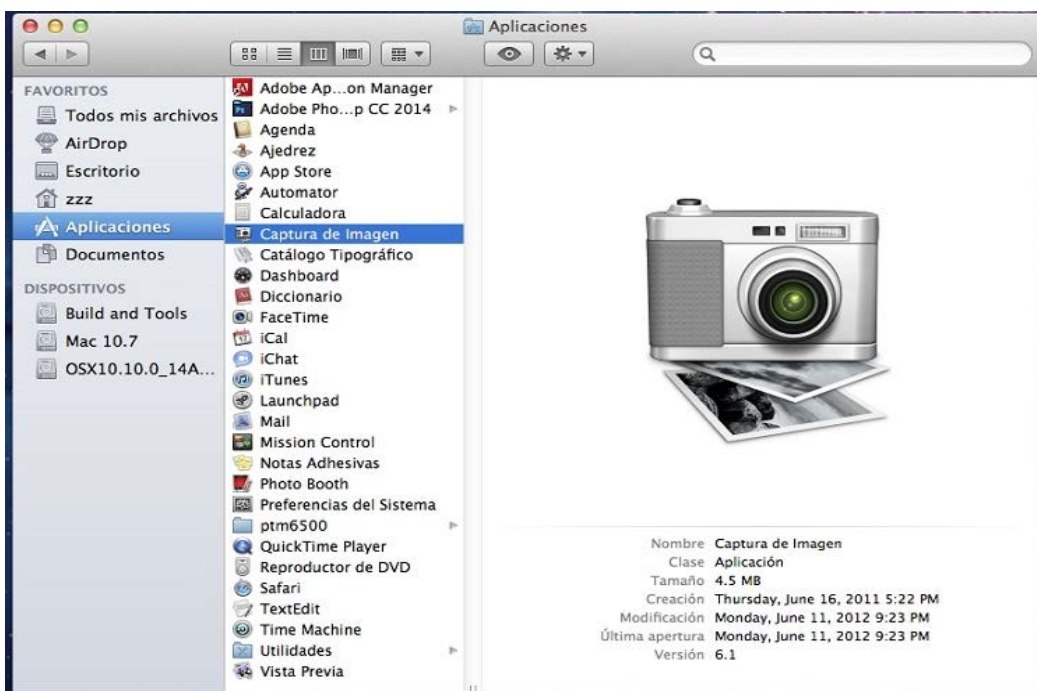 Aplicaciones
FAVORITOS
Todos mis archivos
AirDrop
Escritorio
zzz
Aplicaciones
Documentos
DISPOSITIVOS
Build and Tools
Mac 10.7
OSX10.10.0_14A...
Adobe Ap...on Manager
Adobe Pho...p CC 2014
Agenda
Ajedrez
App Store
Automator
Calculadora
Captura de Imagen
Catálogo Tipográfico
Dashboard
Diccionario
FaceTime
iCal
iChat
iTunes
Launchpad
Mail
Mission Control
Notas Adhesivas
Photo Booth
Preferencias del Sistema
ptm6500
QuickTime Player
Reproductor de DVD
Safari
TextEdit
Time Machine
Utilidades
Vista Previa
Nombre Captura de Imagen
Clase Aplicación
Tamaño 4.5 MB
Creación Thursday, June 16, 2011 5:22 PM
Modificación Monday, June 11, 2012 9:23 PM
Última apertura Monday, June 11, 2012 9:23 PM
Versión 6.1